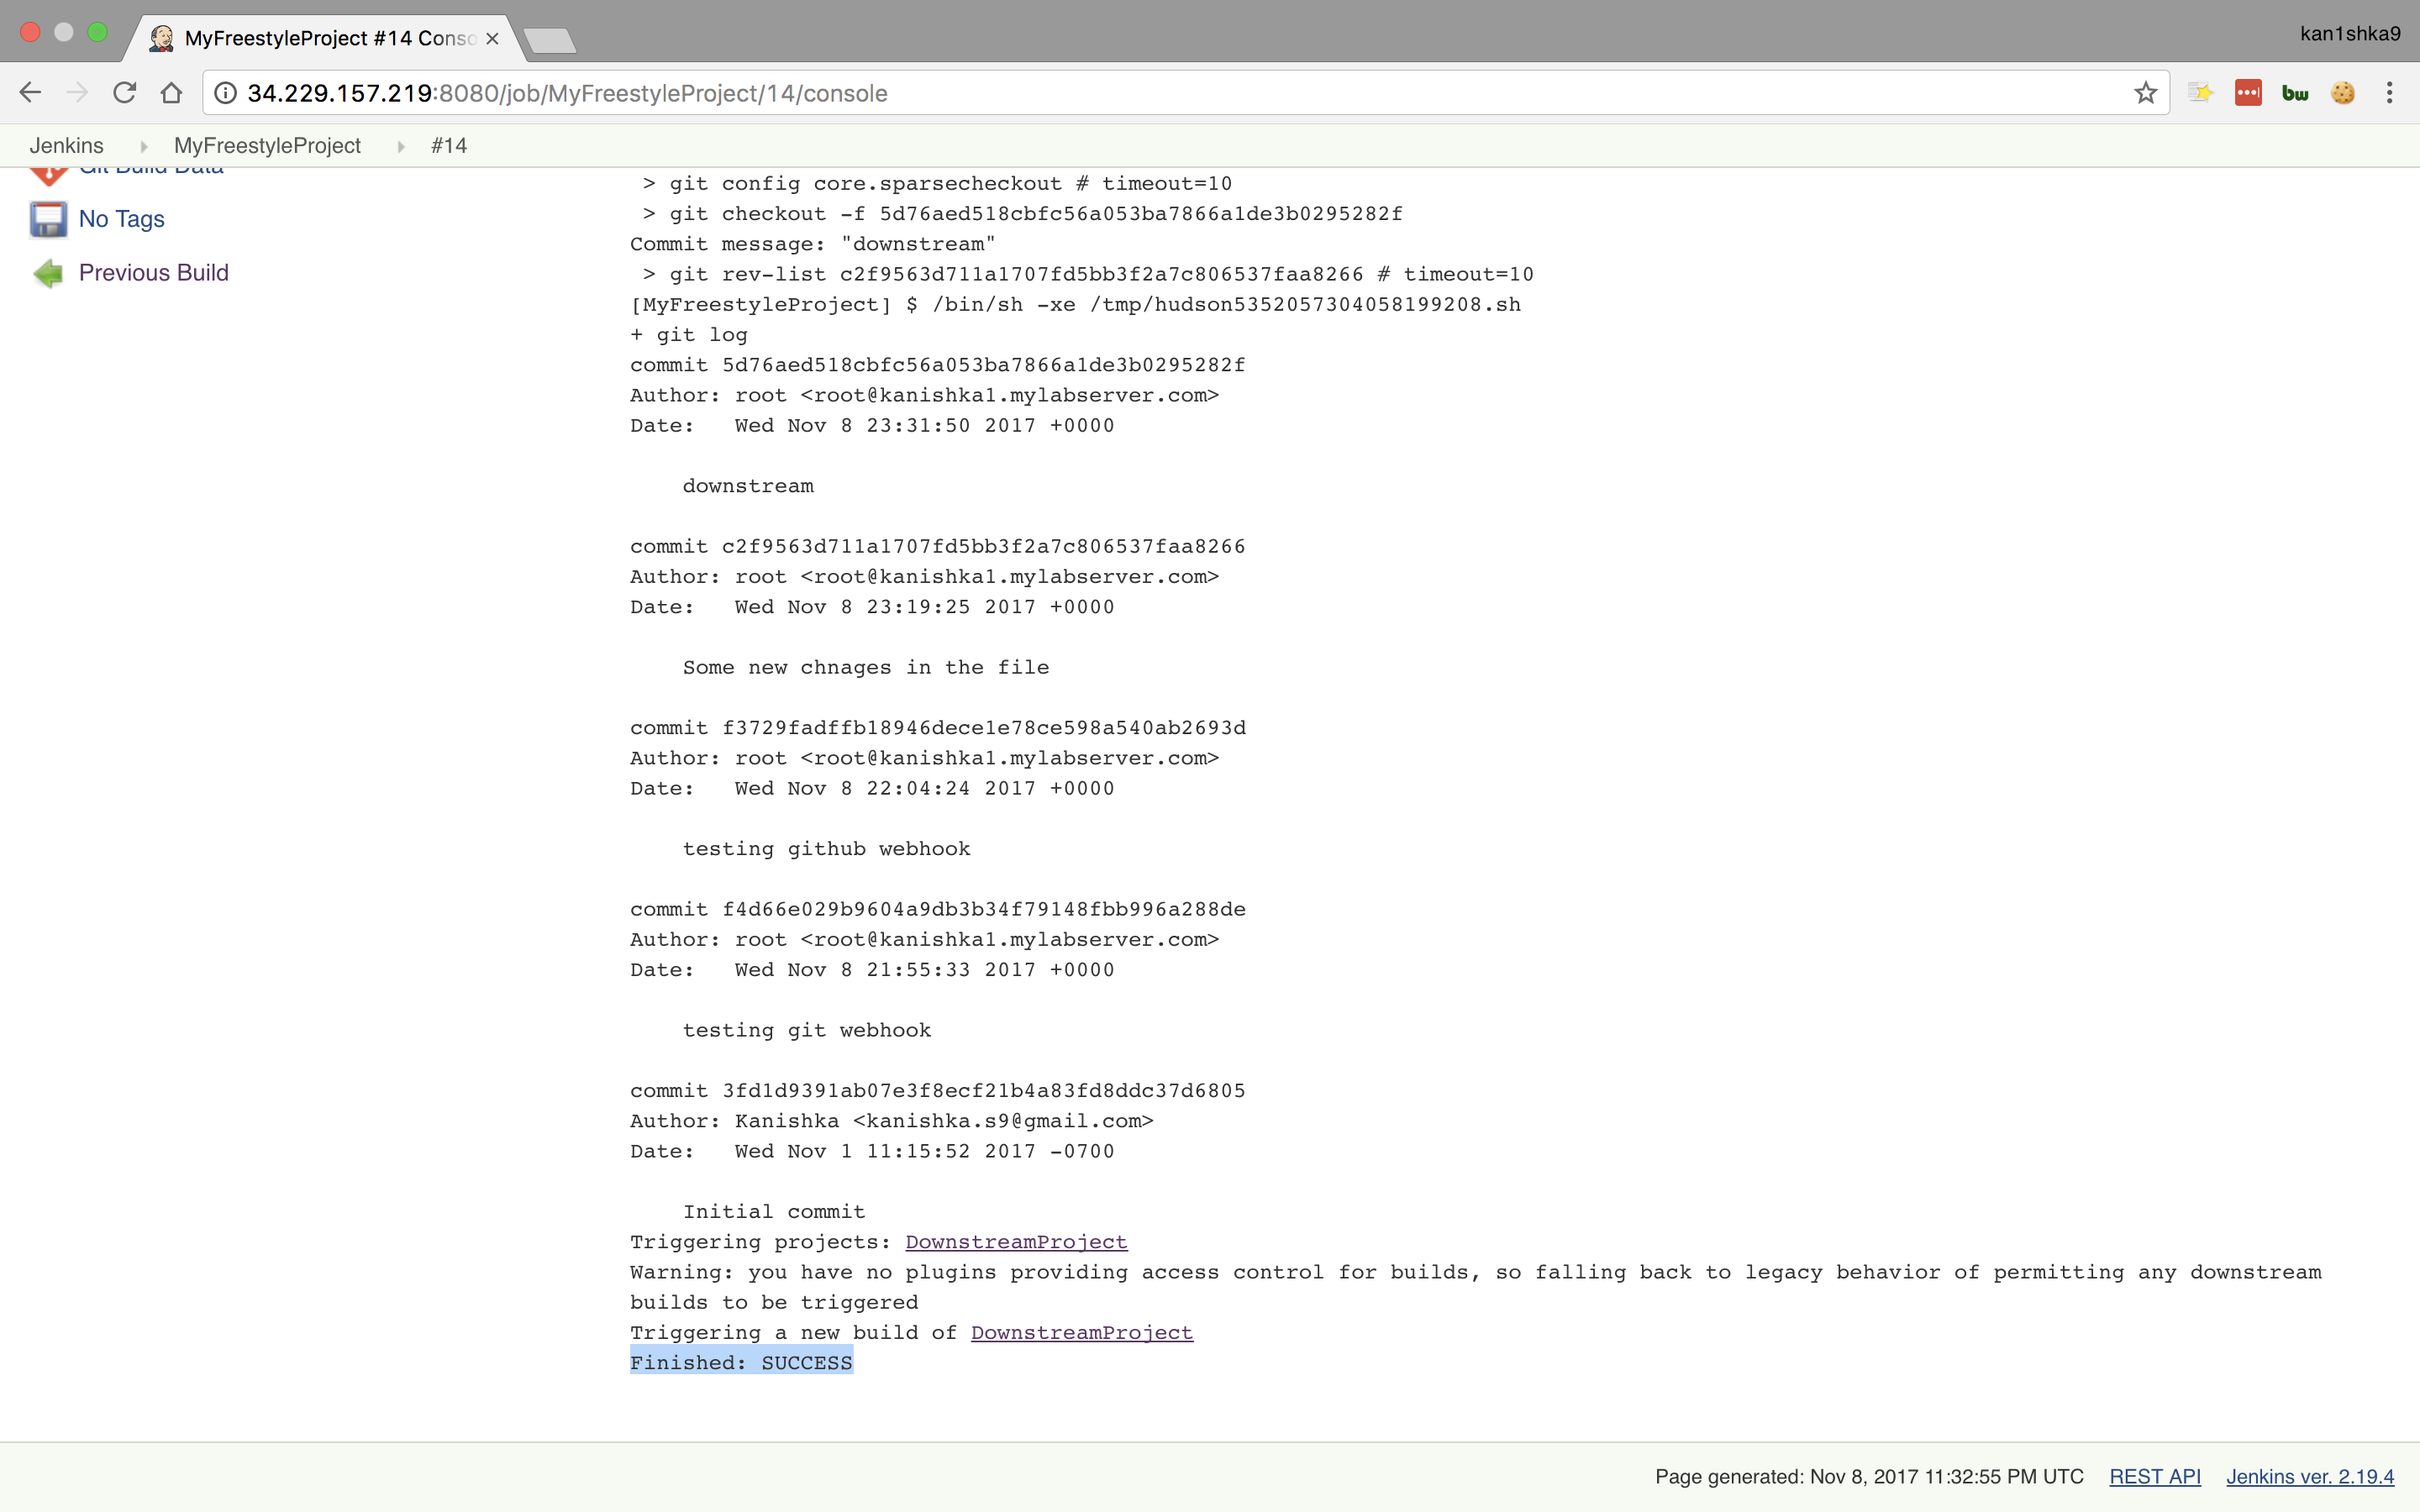 MyFreestyleProject #14 Conso
kan1shka9
34.229.157.219:8080/job/MyFreestyleProject/14/console
bw
Jenkins MyFreestyleProject #14
Git Build Data
No Tags
Previous Build
> git config core.sparsecheckout # timeout=10
> git checkout -f 5d76aed518cbfc56a053ba7866a1de3b0295282f
Commit message: "downstream"
> git rev-list c2f9563d711a1707fd5bb3f2a7c806537faa8266 # timeout=10
[MyFreestyleProject] $ /bin/sh -xe /tmp/hudson5352057304058199208.sh
+ git log
commit 5d76aed518cbfc56a053ba7866a1de3b0295282f
Author: root <root@kanishka1.mylabserver.com>
Date:   Wed Nov 8 23:31:50 2017 +0000
downstream
commit c2f9563d711a1707fd5bb3f2a7c806537faa8266
Author: root <root@kanishka1.mylabserver.com>
Date:   Wed Nov 8 23:19:25 2017 +0000
Some new chnages in the file
commit f3729fadffb18946dece1e78ce598a540ab2693d
Author: root <root@kanishka1.mylabserver.com>
Date:   Wed Nov 8 22:04:24 2017 +0000
testing github webhook
commit f4d66e029b9604a9db3b34f79148fbb996a288de
Author: root <root@kanishka1.mylabserver.com>
Date:   Wed Nov 8 21:55:33 2017 +0000
testing git webhook
commit 3fd1d9391ab07e3f8ecf21b4a83fd8ddc37d6805
Author: Kanishka <kanishka.s9@gmail.com>
Date:   Wed Nov 1 11:15:52 2017 -0700
Initial commit
Triggering projects: DownstreamProject
Warning: you have no plugins providing access control for builds, so falling back to legacy behavior of permitting any downstream
builds to be triggered
Triggering a new build of DownstreamProject
Finished: SUCCESS
Page generated: Nov 8, 2017 11:32:55 PM UTC REST API Jenkins ver. 2.19.4